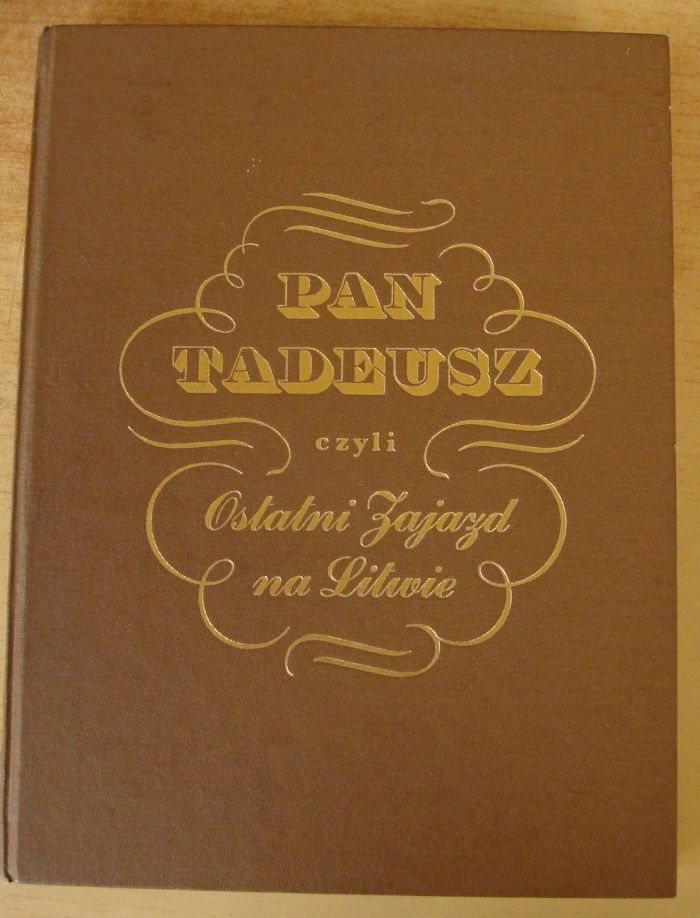 PAN
TADEUSZ
czyli
Ostatni Zajazd
na Litwie